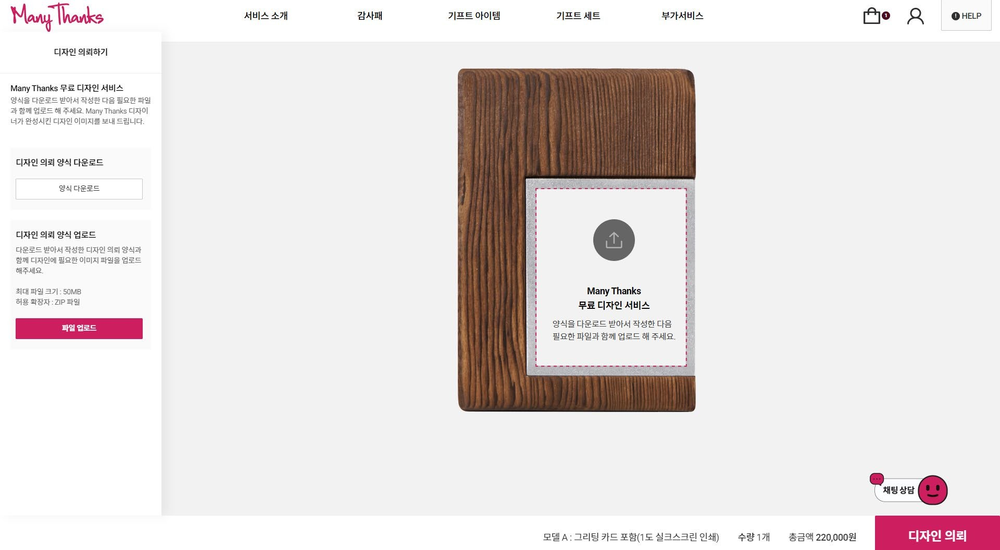 Many Thanks
서비스 소개
감사패
기프트 아이템
기프트 세트
부가서비스
1
! HELP
디자인 의뢰하기
Many Thanks 무료 디자인 서비스
양식을 다운로드 받아서 작성한 다음 필요한 파일
과 함께 업로드 해 주세요. Many Thanks 디자이
너가 완성시킨 디자인 이미지를 보내 드립니다.
디자인 의뢰 양식 다운로드
양식 다운로드
디자인 의뢰 양식 업로드
다운로드 받아서 작성한 디자인 의뢰 양식과
함께 디자인에 필요한 이미지 파일을 업로드
해주세요.
최대 파일 크기 : 50MB
허용 확장자 : ZIP 파일
파일 업로드
Many Thanks
무료 디자인 서비스
양식을 다운로드 받아서 작성한 다음
필요한 파일과 함께 업로드 해 주세요.
채팅 상담
모델 A : 그리팅 카드 포함(1도 실크스크린 인쇄)
수량 1개
총금액 220,000원
디자인 의뢰